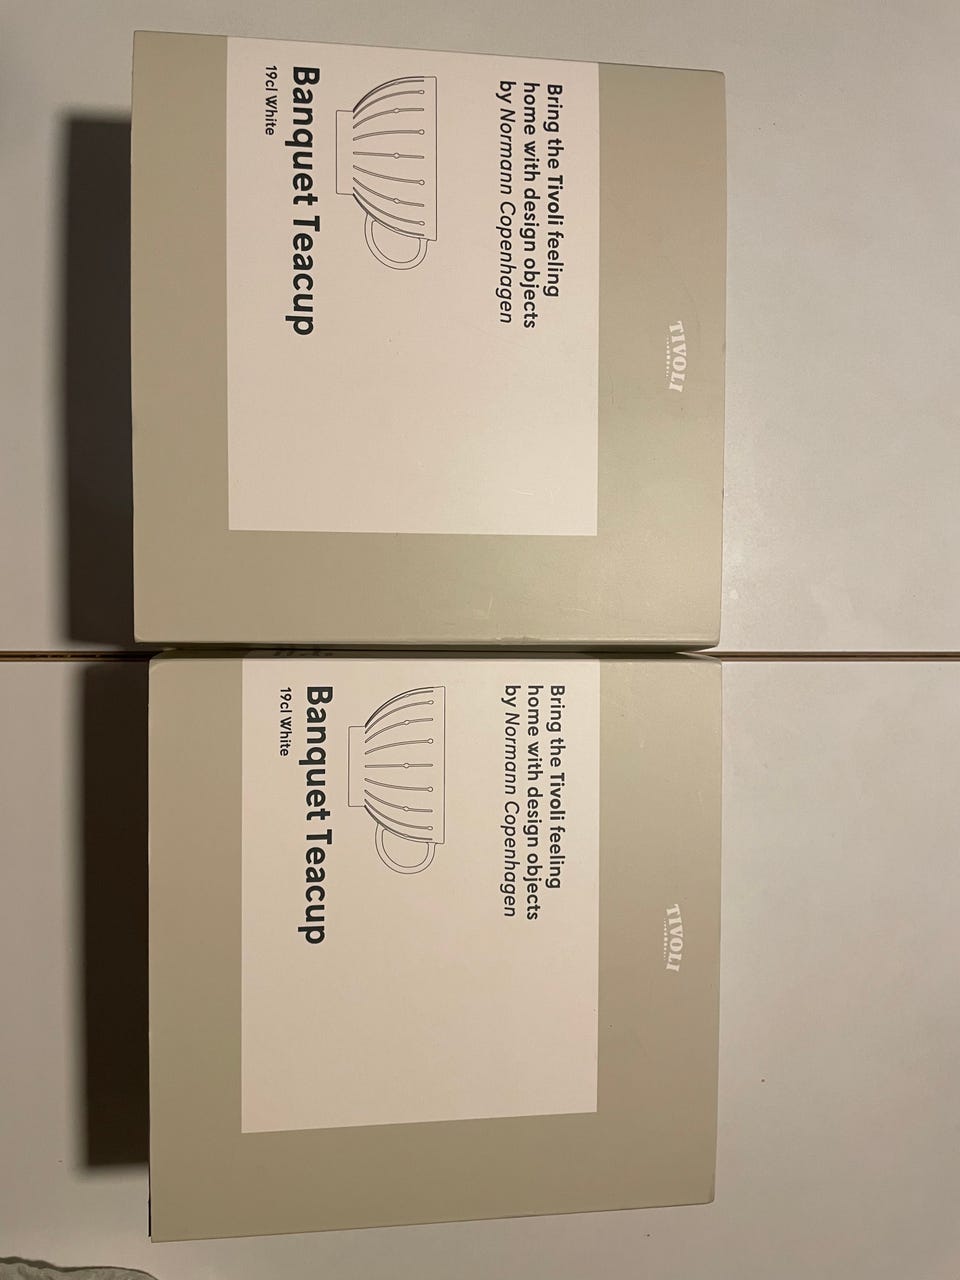 TIVOLI
Bring the Tivoli feeling
home with design objects
by Normann Copenhagen
Banquet Teacup
19cl White
TIVOLI
Bring the Tivoli feeling
home with design objects
by Normann Copenhagen
Banquet Teacup
19cl White